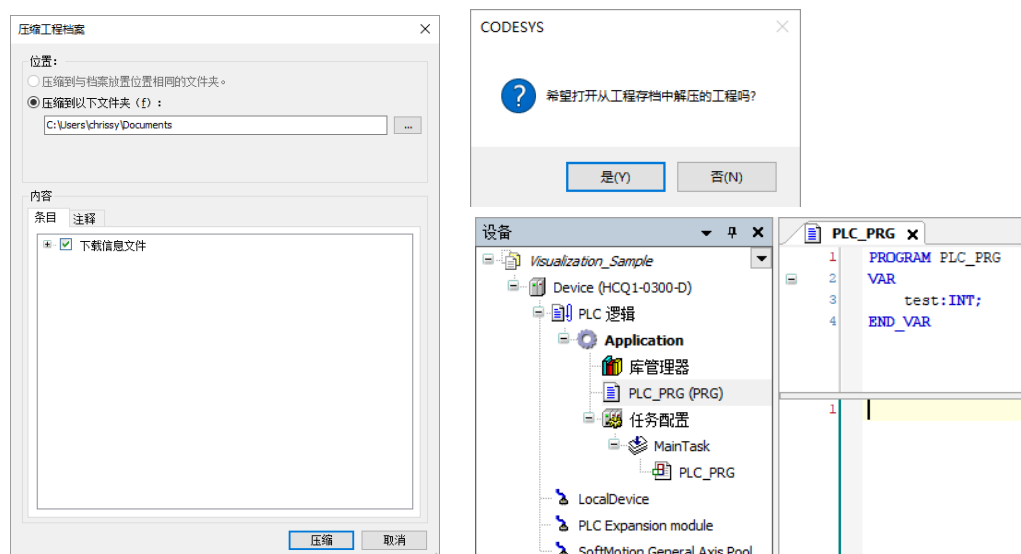 压缩工程档案
位置：
压缩到与档案放置位置相同的文件夹。
压缩到以下文件夹（f）：
C:\Users\chrissy\Documents
...
内容
条目 注释
下载信息文件
压缩 取消
CODESYS
希望打开从工程存档中解压的工程吗?
是(Y) 否(N)
设备
Visualization_Sample
Device (HCQ1-0300-D)
PLC 逻辑
Application
库管理器
PLC_PRG (PRG)
任务配置
MainTask
PLC_PRG
LocalDevice
PLC Expansion module
SoftMotion General Axis Pool
PLC_PRG
1 PROGRAM PLC_PRG
2 VAR
3 test:INT;
4 END_VAR
1